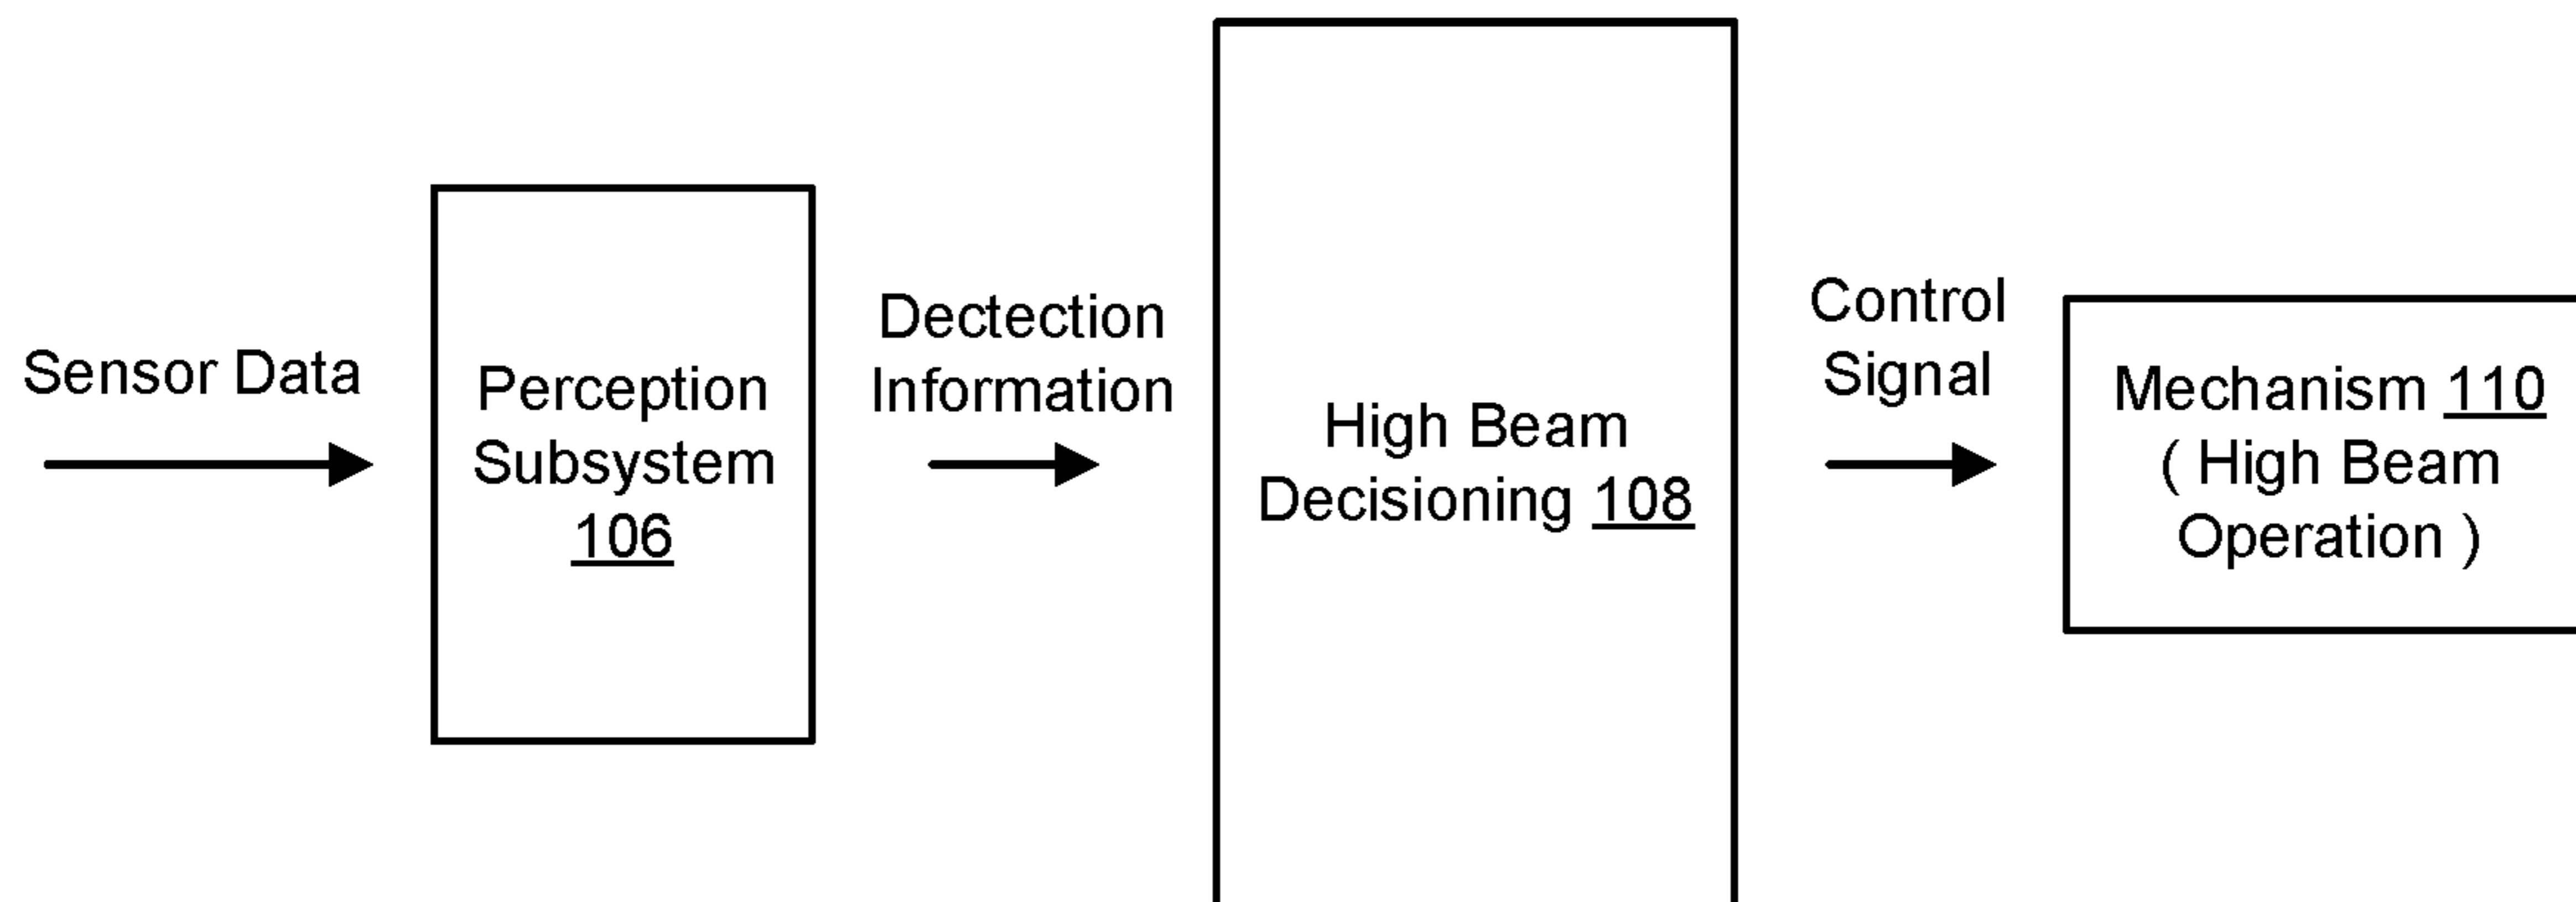 Sensor Data
Perception
Subsystem
106
Dectection
Information
High Beam
Decisioning 108
Control
Signal
Mechanism 110
( High Beam
Operation )